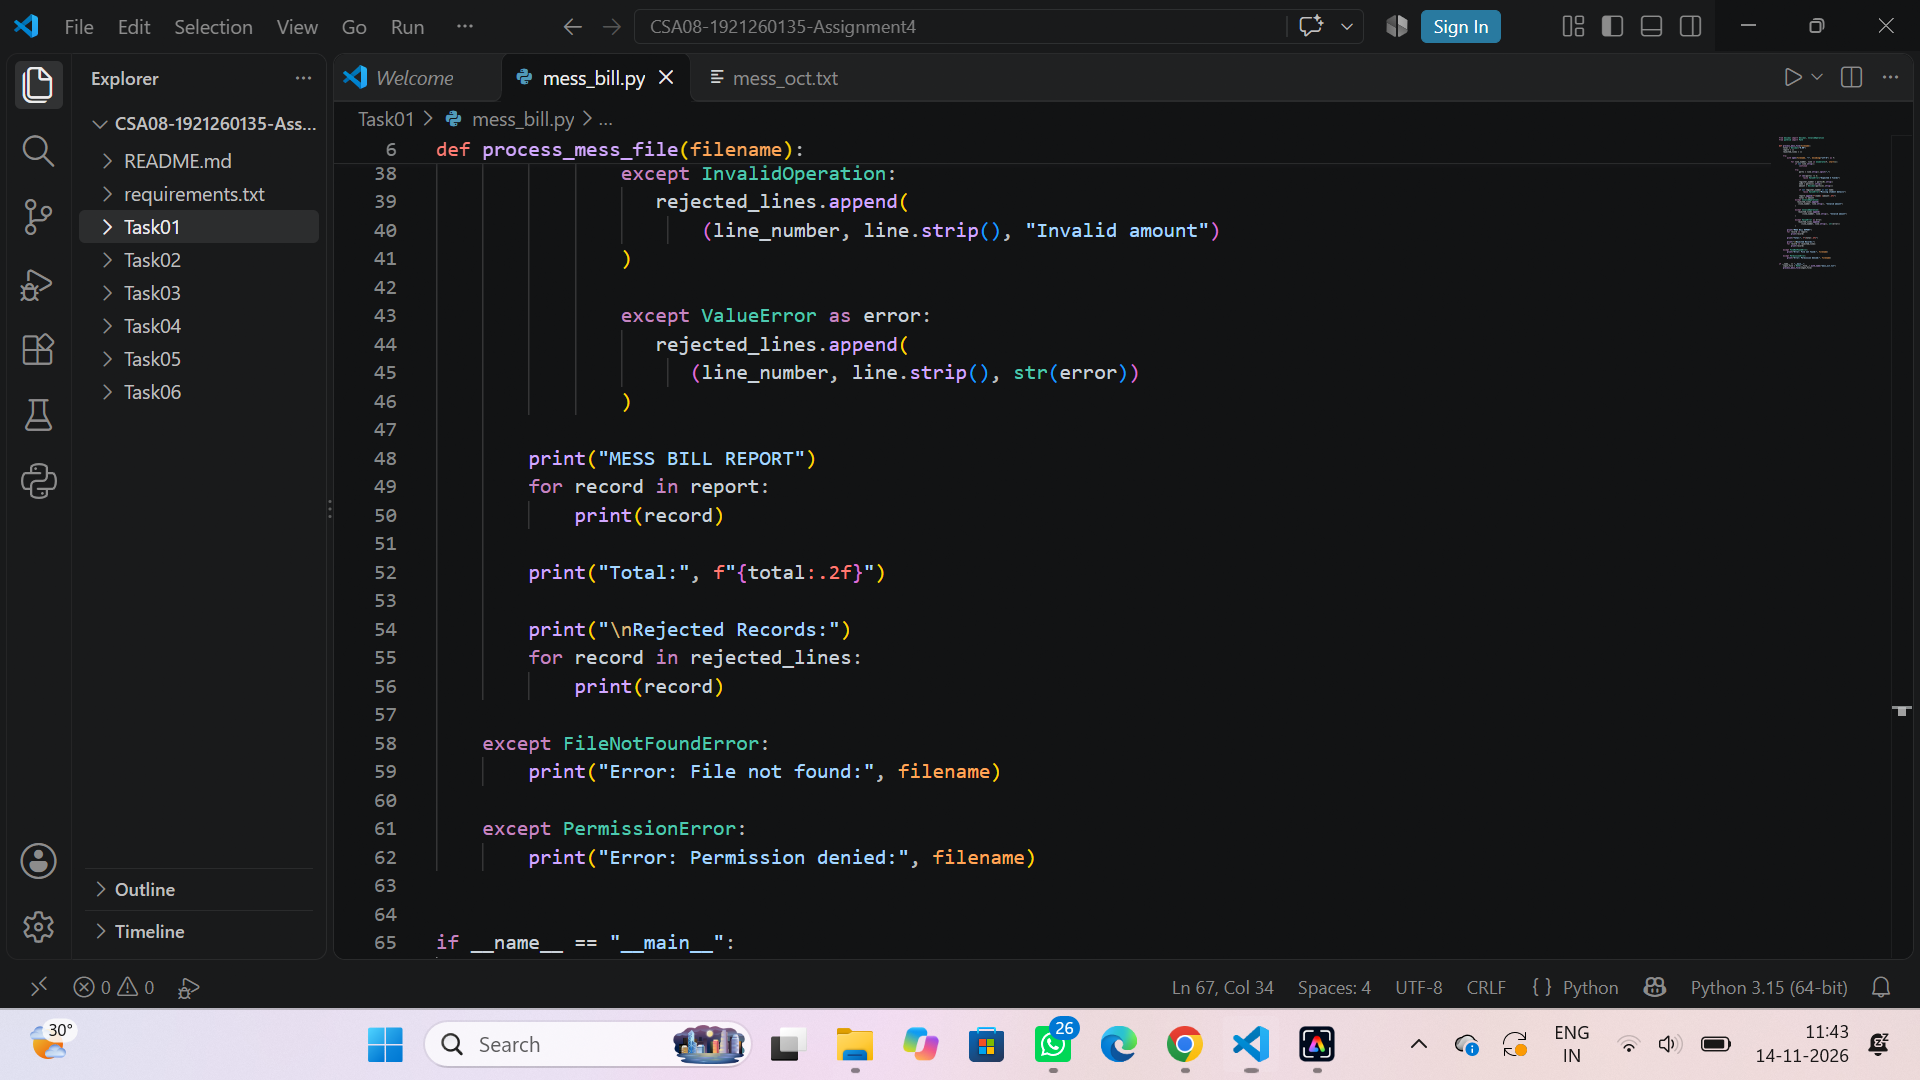 File Edit Selection View Go Run
CSA08-1921260135-Assignment4
Sign In
Explorer
CSA08-1921260135-Ass...
README.md
requirements.txt
Task01
Task02
Task03
Task04
Task05
Task06
Outline
Timeline
Welcome
mess_bill.py
mess_oct.txt
Task01 > mess_bill.py > ...
6 def process_mess_file(filename):
38 except InvalidOperation:
39 rejected_lines.append(
40 (line_number, line.strip(), "Invalid amount")
41 )
42
43 except ValueError as error:
44 rejected_lines.append(
45 (line_number, line.strip(), str(error))
46 )
47
48 print("MESS BILL REPORT")
49 for record in report:
50 print(record)
51
52 print("Total:", f"{total:.2f}")
53
54 print("\nRejected Records:")
55 for record in rejected_lines:
56 print(record)
57
58 except FileNotFoundError:
59 print("Error: File not found:", filename)
60
61 except PermissionError:
62 print("Error: Permission denied:", filename)
63
64
65 if __name__ == "__main__":
0 0
Ln 67, Col 34 Spaces: 4 UTF-8 CRLF { } Python Python 3.15 (64-bit)
30°
Search
26
ENG
IN
11:43
14-11-2026